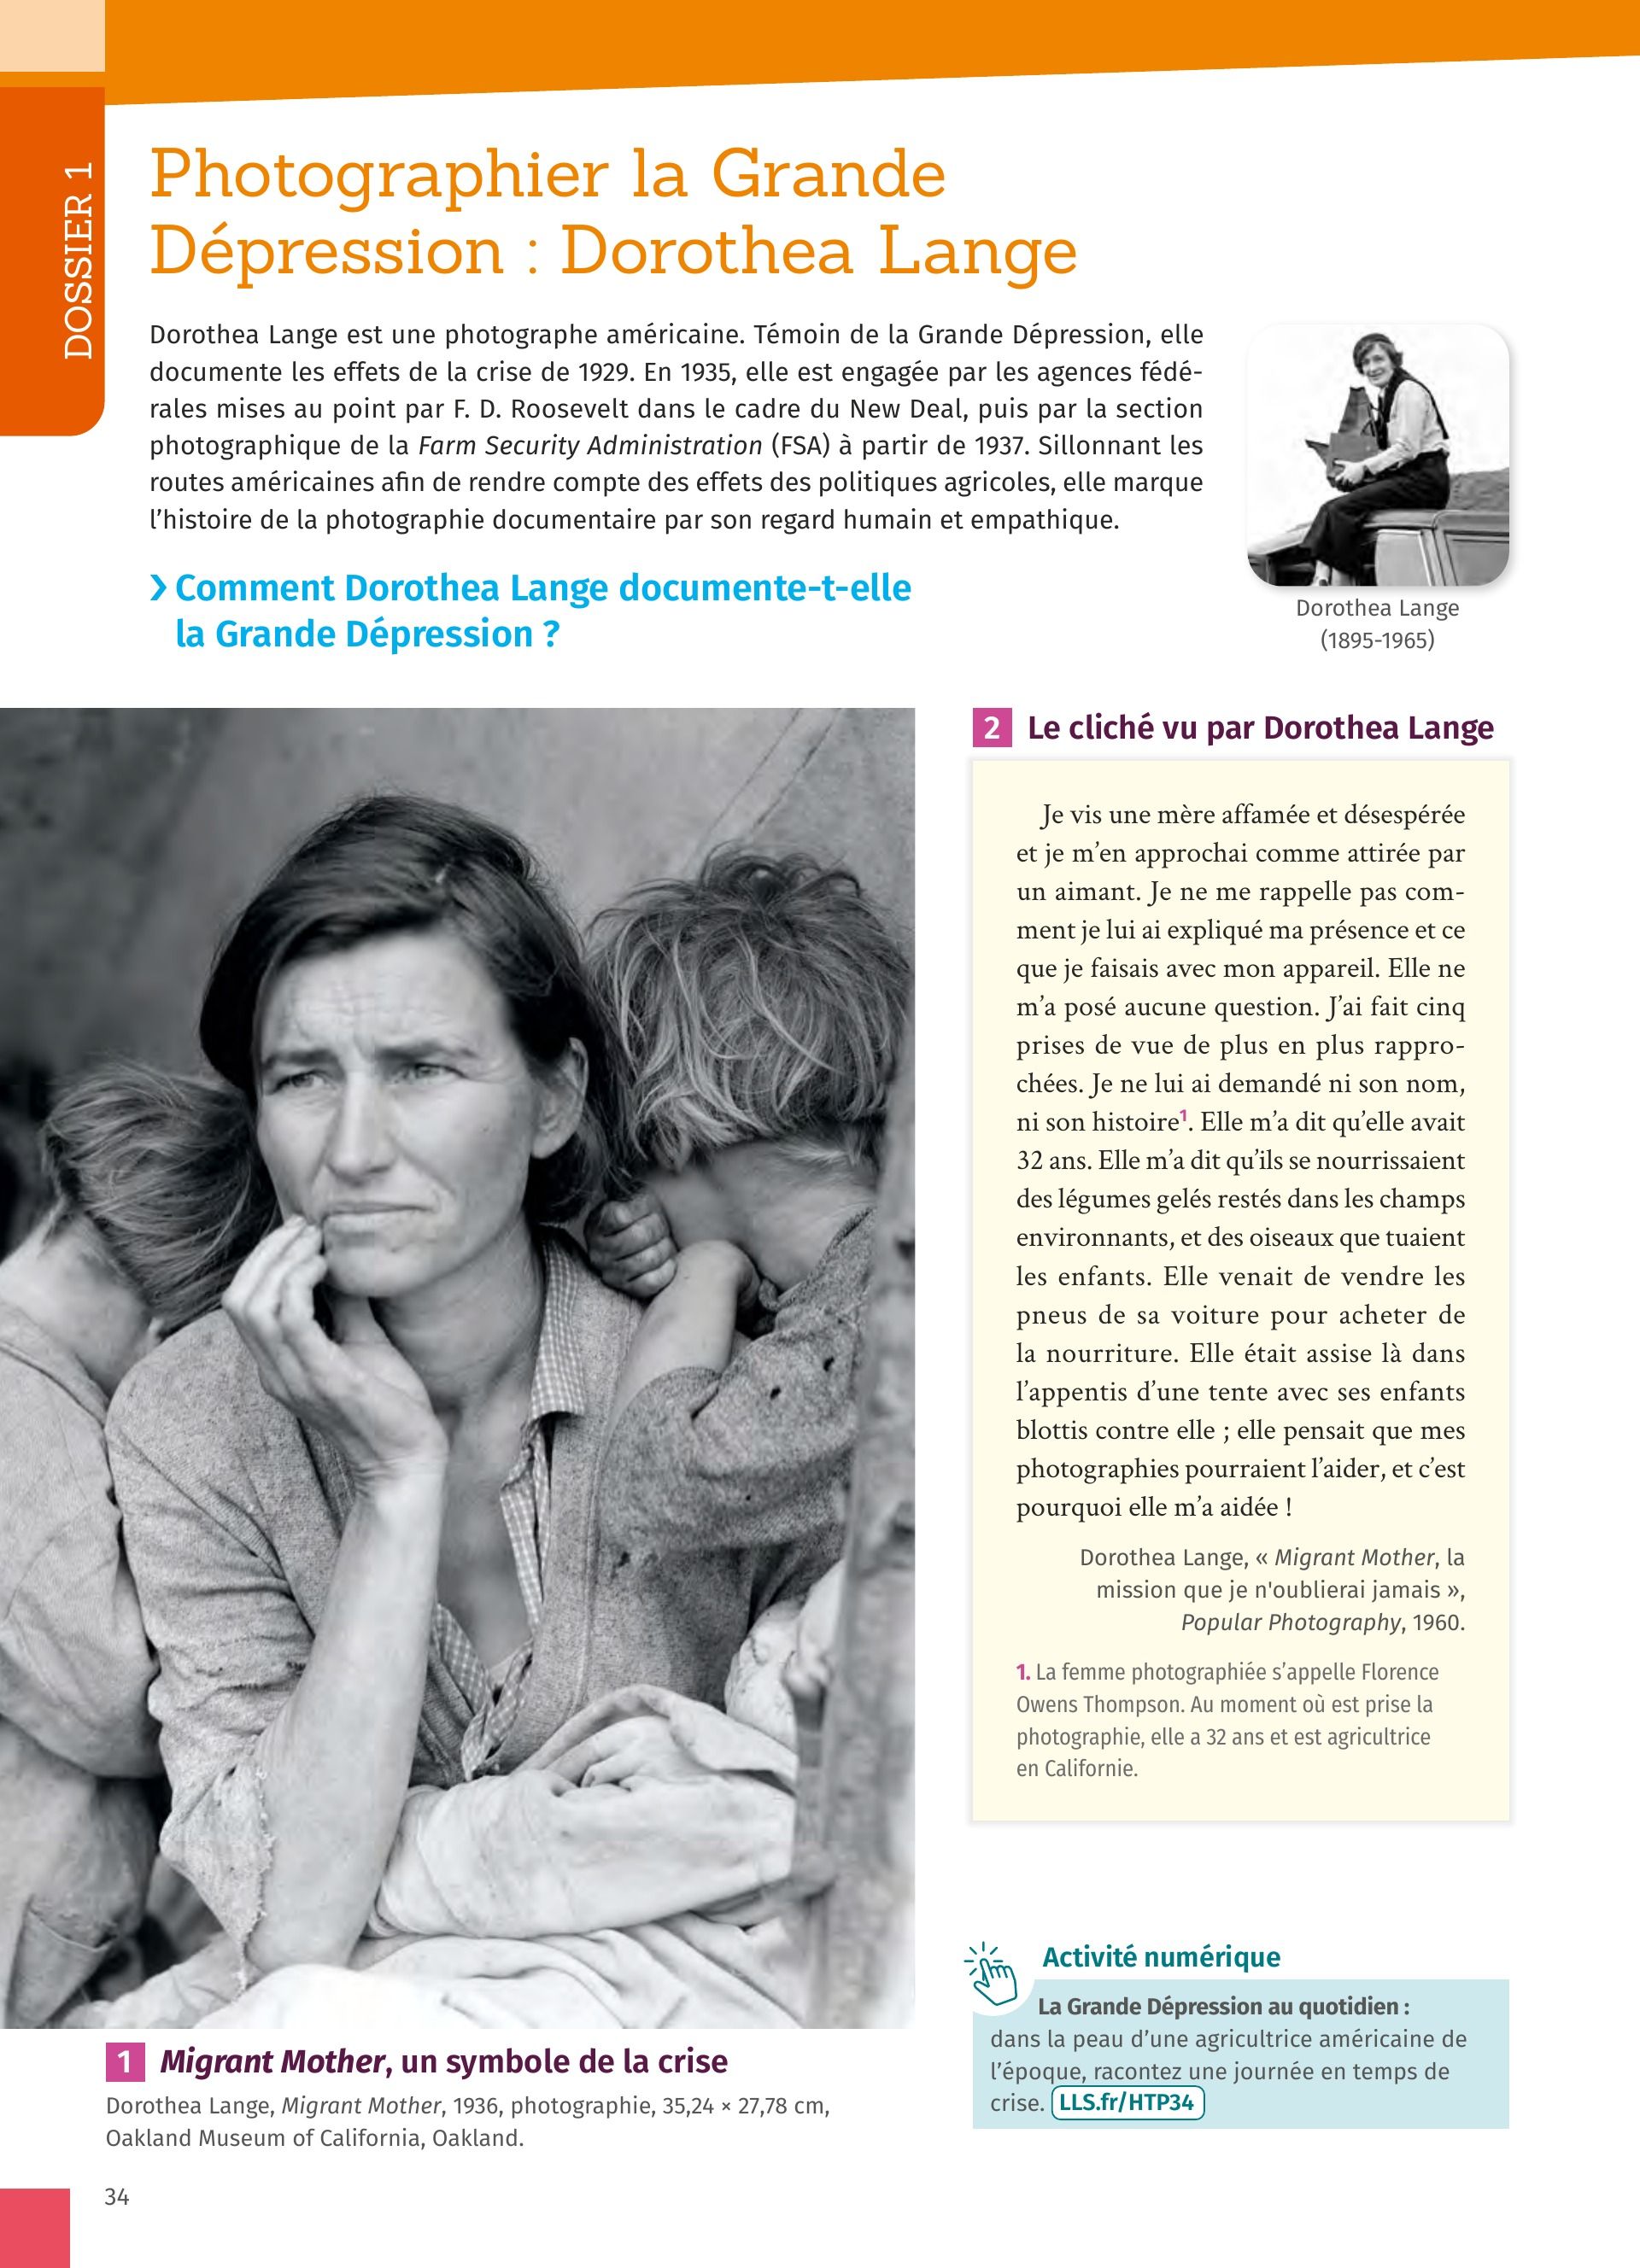 DOSSIER 1
Photographier la Grande
Dépression : Dorothea Lange
Dorothea Lange est une photographe américaine. Témoin de la Grande Dépression, elle
documente les effets de la crise de 1929. En 1935, elle est engagée par les agences fédé-
rales mises au point par F. D. Roosevelt dans le cadre du New Deal, puis par la section
photographique de la Farm Security Administration (FSA) à partir de 1937. Sillonnant les
routes américaines afin de rendre compte des effets des politiques agricoles, elle marque
l’histoire de la photographie documentaire par son regard humain et empathique.
Dorothea Lange
(1895-1965)
› Comment Dorothea Lange documente-t-elle
la Grande Dépression ?
1 Migrant Mother, un symbole de la crise
Dorothea Lange, Migrant Mother, 1936, photographie, 35,24 × 27,78 cm,
Oakland Museum of California, Oakland.
2 Le cliché vu par Dorothea Lange
Je vis une mère affamée et désespérée
et je m’en approchai comme attirée par
un aimant. Je ne me rappelle pas com-
ment je lui ai expliqué ma présence et ce
que je faisais avec mon appareil. Elle ne
m’a posé aucune question. J’ai fait cinq
prises de vue de plus en plus rappro-
chées. Je ne lui ai demandé ni son nom,
ni son histoire1. Elle m’a dit qu’elle avait
32 ans. Elle m’a dit qu’ils se nourrissaient
des légumes gelés restés dans les champs
environnants, et des oiseaux que tuaient
les enfants. Elle venait de vendre les
pneus de sa voiture pour acheter de
la nourriture. Elle était assise là dans
l’appentis d’une tente avec ses enfants
blottis contre elle ; elle pensait que mes
photographies pourraient l’aider, et c’est
pourquoi elle m’a aidée !
Dorothea Lange, « Migrant Mother, la
mission que je n'oublierai jamais »,
Popular Photography, 1960.
1. La femme photographiée s’appelle Florence
Owens Thompson. Au moment où est prise la
photographie, elle a 32 ans et est agricultrice
en Californie.
Activité numérique
La Grande Dépression au quotidien :
dans la peau d’une agricultrice américaine de
l’époque, racontez une journée en temps de
crise. LLS.fr/HTP34
34